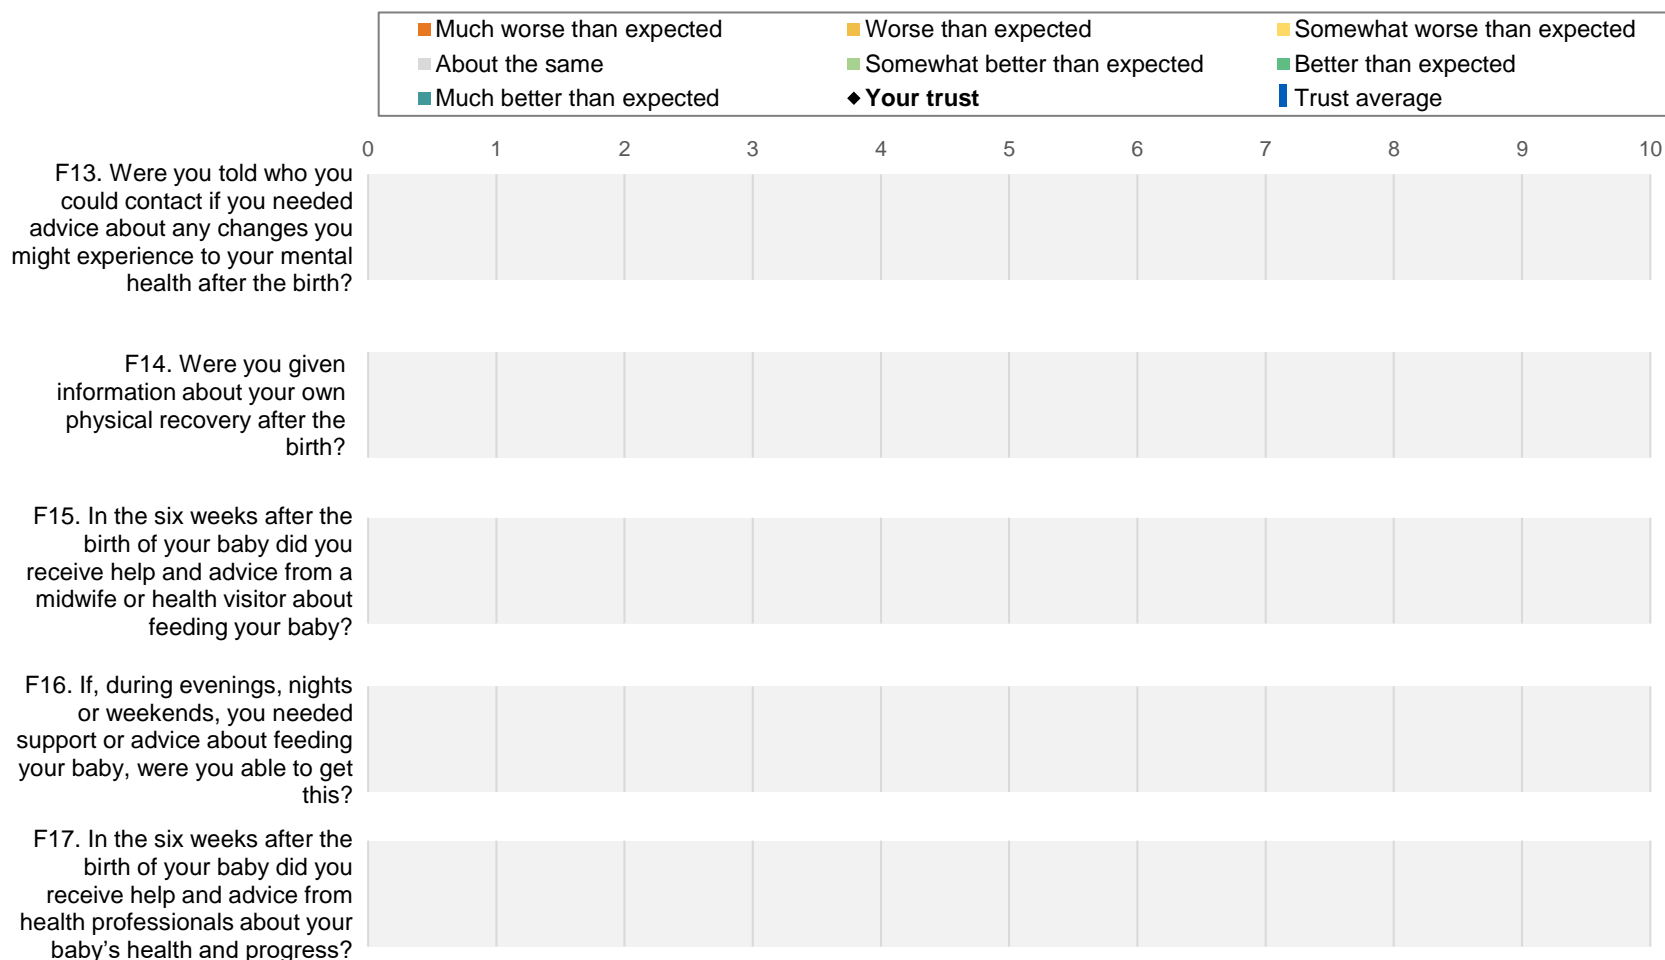 Much worse than expected Worse than expected Somewhat worse than expected
About the same Somewhat better than expected Better than expected
Much better than expected Your trust Trust average
0 1 2 3 4 5 6 7 8 9 10
F13. Were you told who you
could contact if you needed
advice about any changes you
might experience to your mental
health after the birth?
F14. Were you given
information about your own
physical recovery after the
birth?
F15. In the six weeks after the
birth of your baby did you
receive help and advice from a
midwife or health visitor about
feeding your baby?
F16. If, during evenings, nights
or weekends, you needed
support or advice about feeding
your baby, were you able to get
this?
F17. In the six weeks after the
birth of your baby did you
receive help and advice from
health professionals about your
baby’s health and progress?